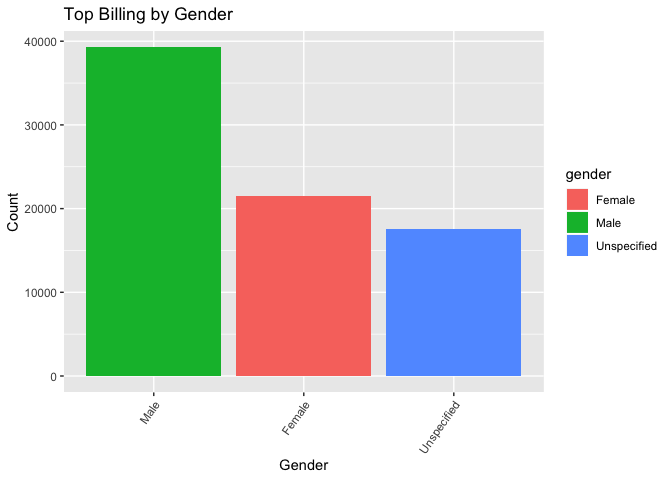 Top Billing by Gender
40000
30000
20000
10000
0
Count
Male
Female
Unspecified
Gender
gender
Female
Male
Unspecified